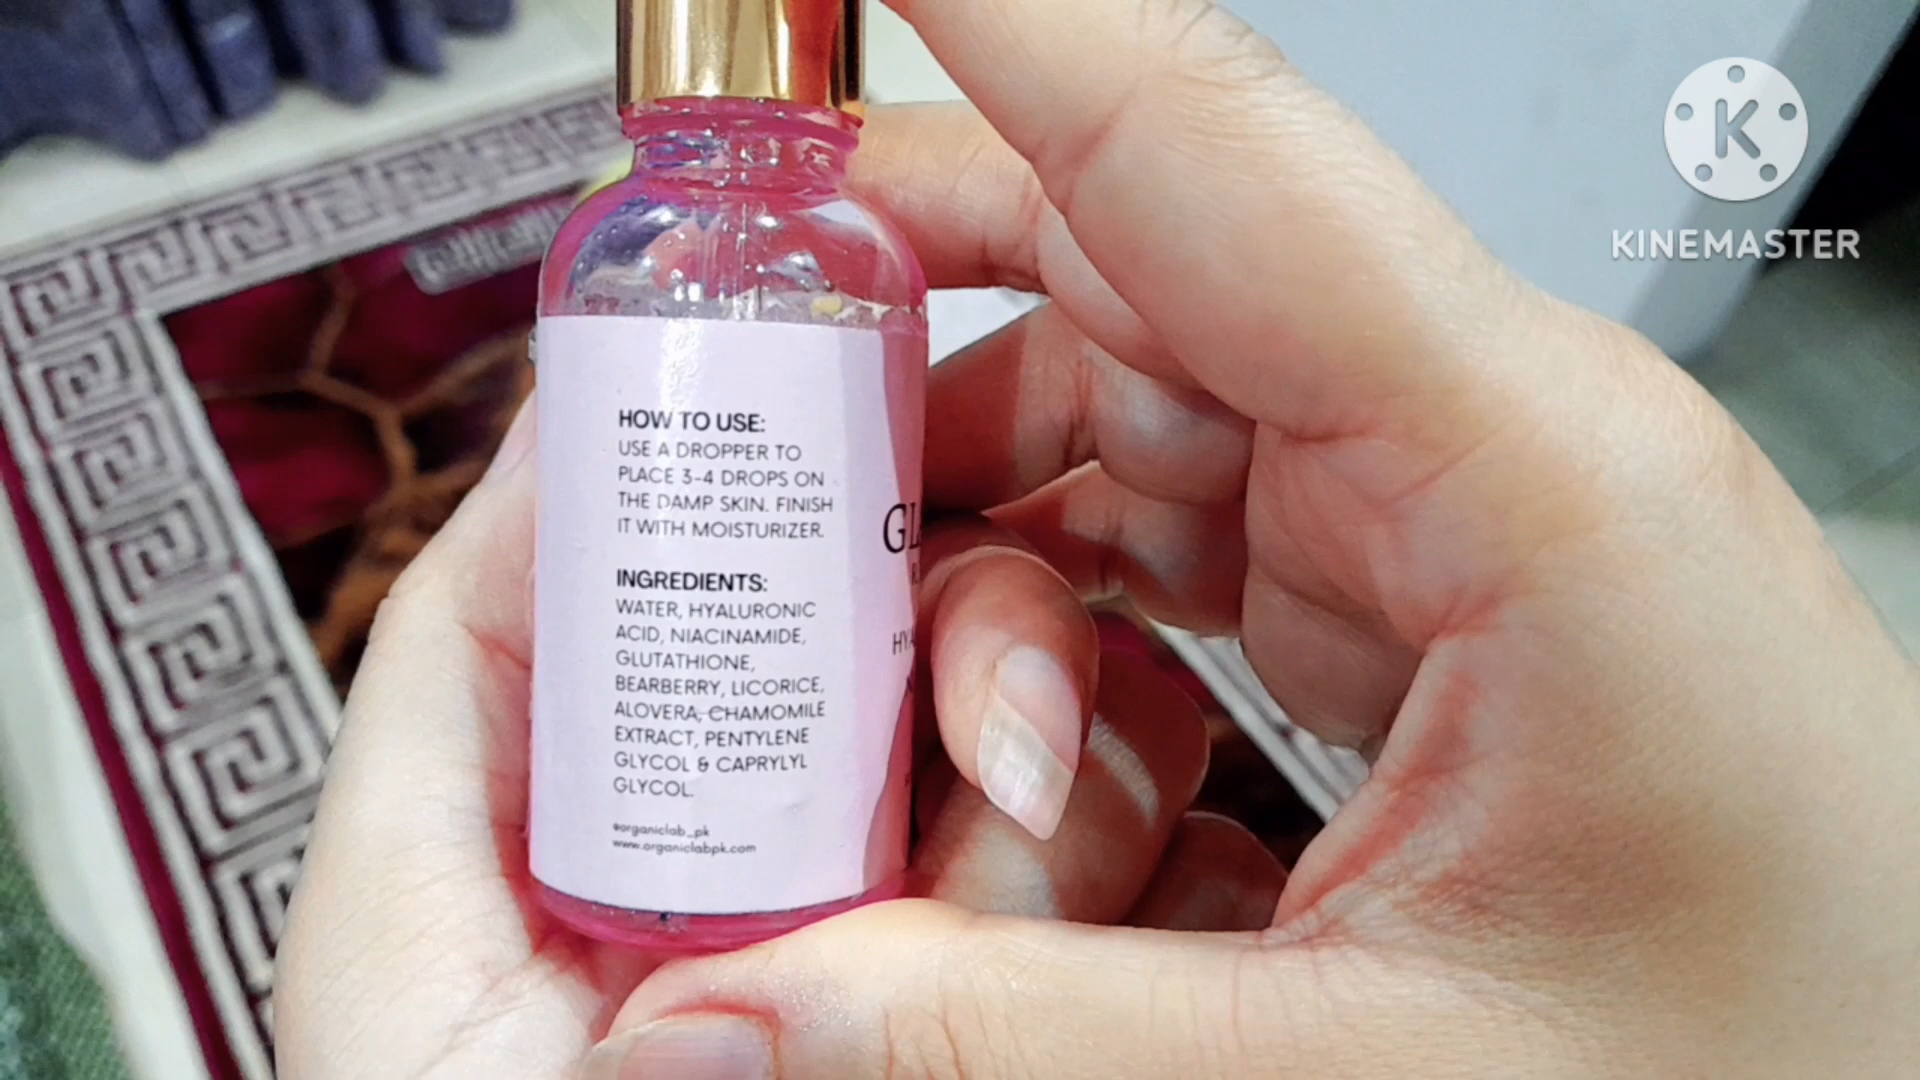 HOW TO USE:
USE A DROPPER TO
PLACE 3-4 DROPS ON
THE DAMP SKIN. FINISH
IT WITH MOISTURIZER.
INGREDIENTS:
WATER, HYALURONIC
ACID, NIACINAMIDE,
GLUTATHIONE,
BEARBERRY, LICORICE,
ALOVERA, CHAMOMILE
EXTRACT, PENTYLENE
GLYCOL & CAPRYLYL
GLYCOL.
@organiclab_pk
www.organiclabpk.com
GL
HYA
K
KINEMASTER